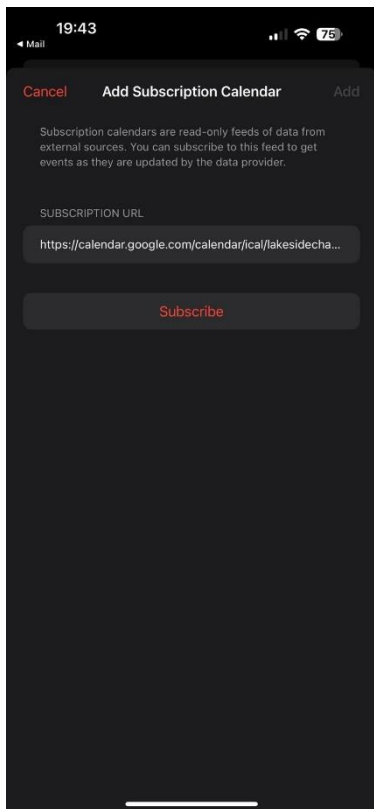 19:43
75
◀ Mail
Cancel Add Subscription Calendar Add
Subscription calendars are read-only feeds of data from
external sources. You can subscribe to this feed to get
events as they are updated by the data provider.
SUBSCRIPTION URL
https://calendar.google.com/calendar/ical/lakesidecha...
Subscribe